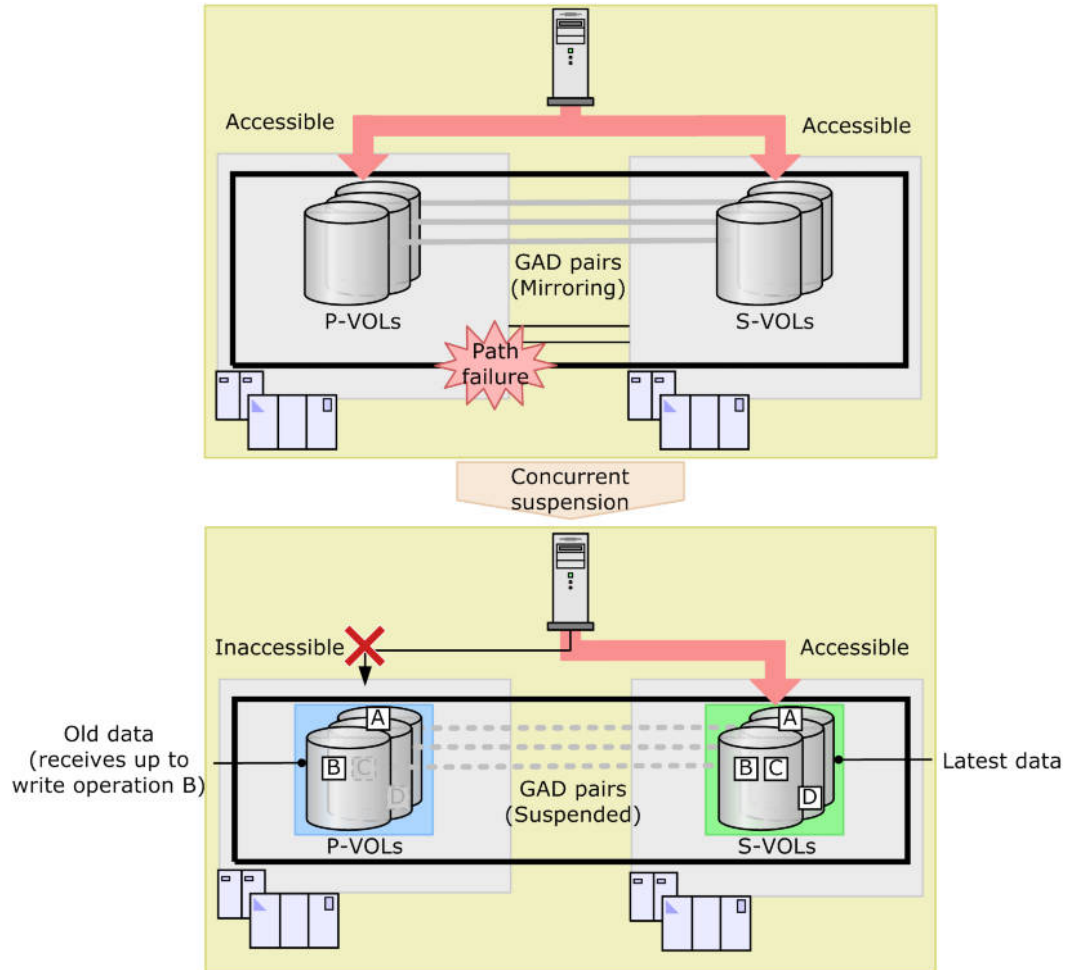 Accessible
Accessible
GAD pairs
(Mirroring)
P-VOLs
S-VOLs
Path
failure
Concurrent
suspension
Inaccessible
Accessible
Old data
(receives up to
write operation B)
A
B
C
D
A
B
C
D
Latest data
GAD pairs
(Suspended)
P-VOLs
S-VOLs